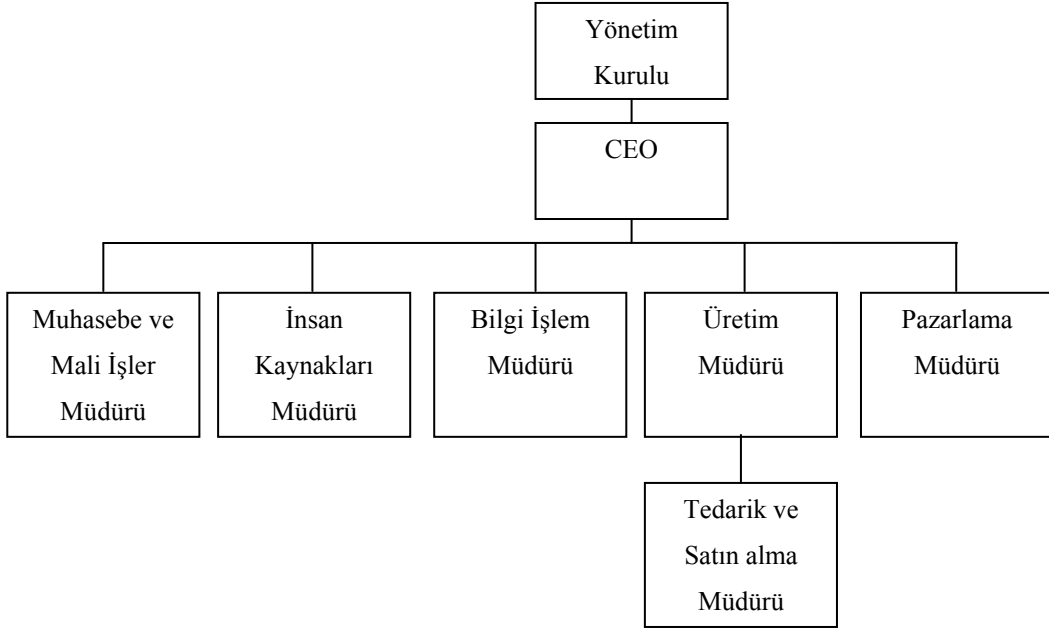 Yönetim
Kurulu
CEO
Muhasebe ve
Mali İşler
Müdürü
İnsan
Kaynakları
Müdürü
Bilgi İşlem
Müdürü
Üretim
Müdürü
Pazarlama
Müdürü
Tedarik ve
Satın alma
Müdürü